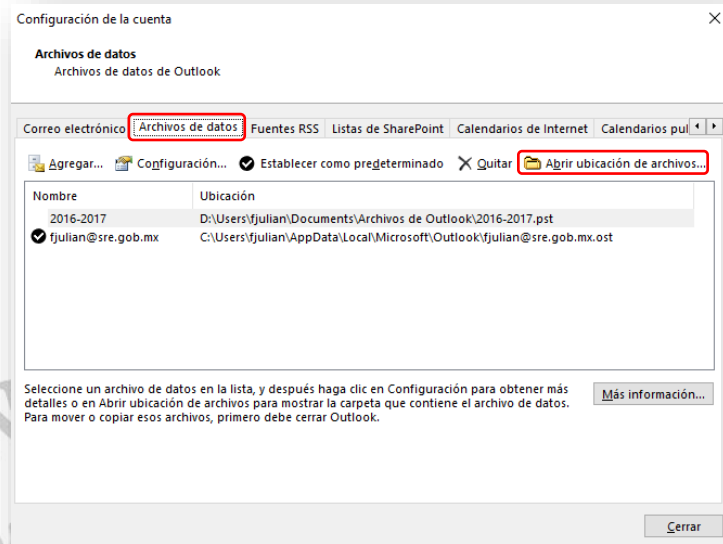 Configuración de la cuenta
Archivos de datos
Archivos de datos de Outlook
Correo electrónico Archivos de datos Fuentes RSS Listas de SharePoint Calendarios de Internet Calendarios pul
Agregar... Configuración... Establecer como predeterminado Quitar Abrir ubicación de archivos...
Nombre Ubicación
2016-2017 D:\Users\fjulian\Documents\Archivos de Outlook\2016-2017.pst
fjulian@sre.gob.mx C:\Users\fjulian\AppData\Local\Microsoft\Outlook\fjulian@sre.gob.mx.ost
Seleccione un archivo de datos en la lista, y después haga clic en Configuración para obtener más
detalles o en Abrir ubicación de archivos para mostrar la carpeta que contiene el archivo de datos.
Para mover o copiar esos archivos, primero debe cerrar Outlook.
Más información...
Cerrar